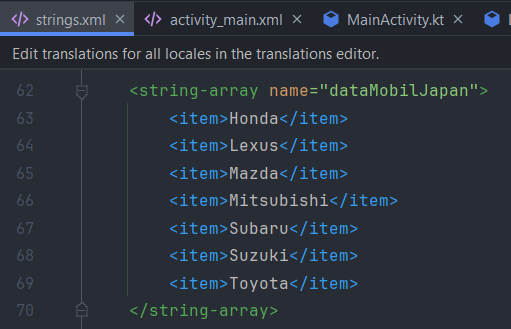 strings.xml activity_main.xml MainActivity.kt
Edit translations for all locales in the translations editor.
62 <string-array name="dataMobilJapan">
63 <item>Honda</item>
64 <item>Lexus</item>
65 <item>Mazda</item>
66 <item>Mitsubishi</item>
67 <item>Subaru</item>
68 <item>Suzuki</item>
69 <item>Toyota</item>
70 </string-array>